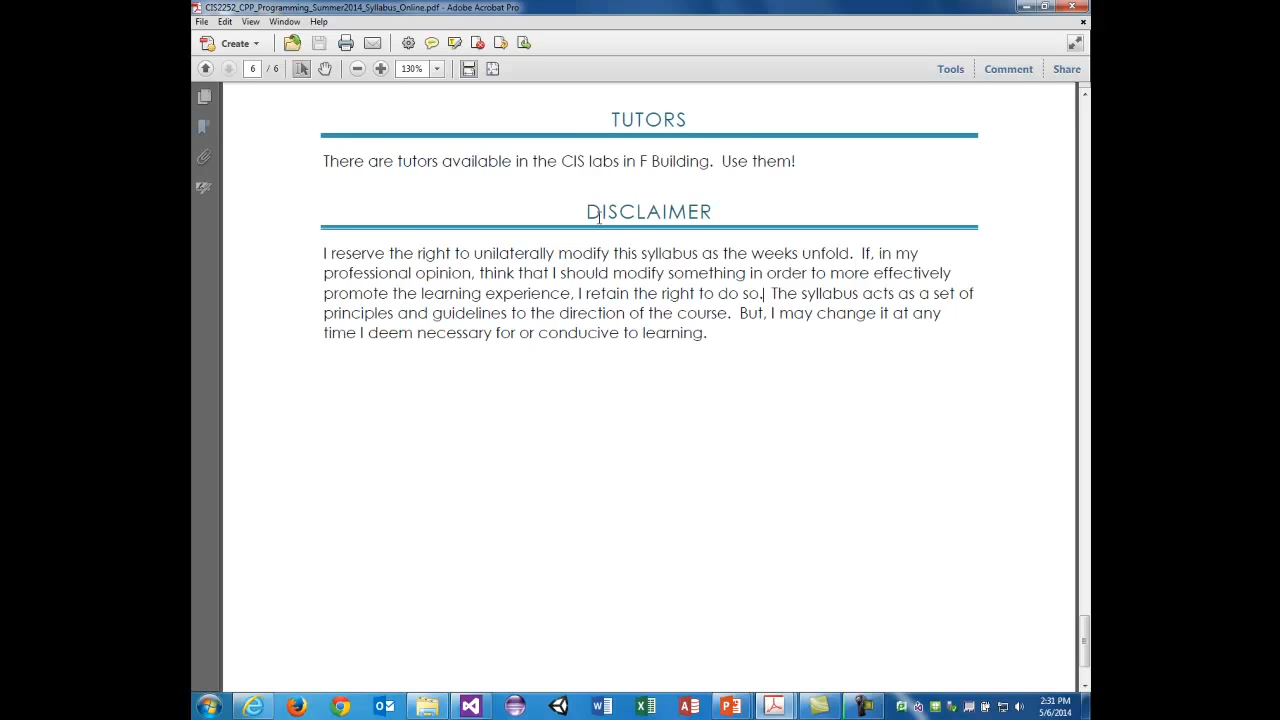 CIS2252_CPP_Programming_Summer2014_Syllabus_Online.pdf - Adobe Acrobat Pro
File Edit View Window Help
Create
6 / 6 130% Tools Comment Share
TUTORS
There are tutors available in the CIS labs in F Building. Use them!
DISCLAIMER
I reserve the right to unilaterally modify this syllabus as the weeks unfold. If, in my
professional opinion, think that I should modify something in order to more effectively
promote the learning experience, I retain the right to do so. The syllabus acts as a set of
principles and guidelines to the direction of the course. But, I may change it at any
time I deem necessary for or conducive to learning.
2:31 PM
5/6/2014